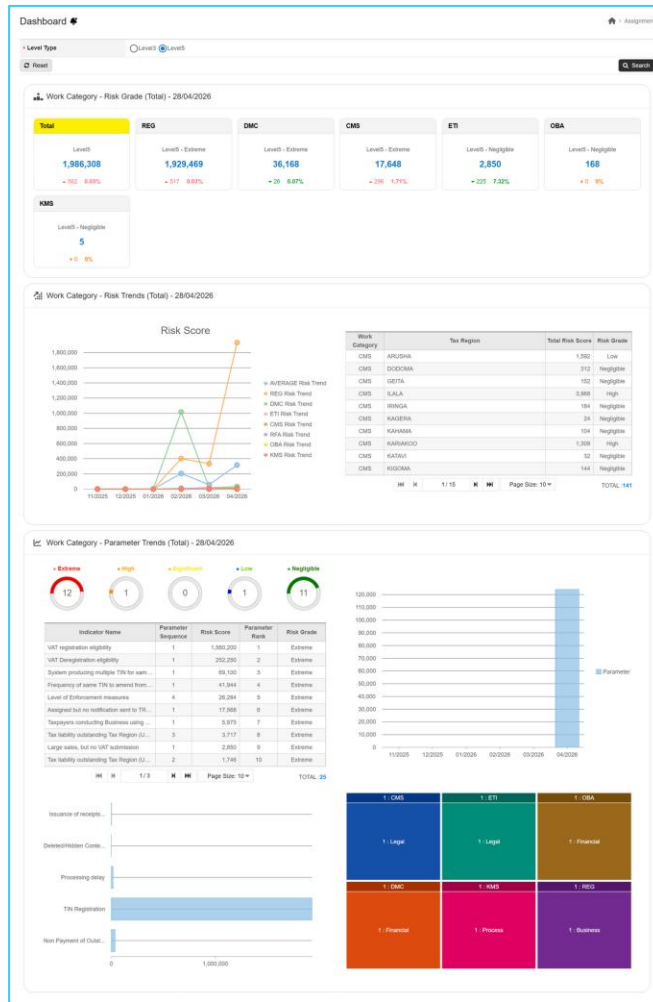 Dashboard
> Assignment
• Level Type Level3 Level5
Reset Search
Work Category - Risk Grade (Total) - 28/04/2026
Total REG DMC CMS ETI OBA
Level5 Level5 - Extreme Level5 - Extreme Level5 - Extreme Level5 - Negligible Level5 - Negligible
1,986,308 1,929,469 36,168 17,648 2,850 168
0.03% 517 26 0.07% 1.71% 225 7.32% 0 0%
KMS
Level5 - Negligible
5
0 0%
Work Category - Risk Trends (Total) - 28/04/2026
Risk Score
1,800,000
1,600,000
1,400,000
1,200,000
1,000,000
800,000
600,000
400,000
200,000
0
11/2025 12/2025 01/2026 02/2026 03/2026 04/2026
AVERAGE Risk Trend
REG Risk Trend
DMC Risk Trend
ETI Risk Trend
CMS Risk Trend
RFA Risk Trend
OBA Risk Trend
KMS Risk Trend
Work Category Tax Region Total Risk Score Risk Grade
CMS ARUSHA 1,592 Low
CMS DODOMA 312 Negligible
CMS GEITA 152 Negligible
CMS ILALA 3,868 High
CMS IRINGA 184 Negligible
CMS KAGERA 24 Negligible
CMS KAHAMA 104 Negligible
CMS KARIAKOO 1,308 High
CMS KATAVI 32 Negligible
CMS KIGOMA 144 Negligible
1 / 15 Page Size: 10 TOTAL :141
Work Category - Parameter Trends (Total) - 28/04/2026
Extreme High Significant Low Negligible
12 1 0 1 11
Indicator Name Parameter Sequence Risk Score Parameter Rank Risk Grade
VAT registration eligibility 1 1 Extreme
VAT Deregistration eligibility 1 252,250 2 Extreme
System producing multiple TIN for sam... 1 69,100 3 Extreme
Frequency of same TIN to amend from... 1 41,944 4 Extreme
Level of Enforcement measures 4 26,284 5 Extreme
Assigned but no notification sent to TR... 1 17,568 6 Extreme
Taxpayers conducting Business using ... 1 5,975 7 Extreme
Tax liability outstanding Tax Region (U... 3 3,717 8 Extreme
Large sales, but no VAT submission 1 2,850 9 Extreme
Tax liability outstanding Tax Region (U... 2 1,746 10 Extreme
1 / 3 Page Size: 10 TOTAL :25
120,000
110,000
100,000
90,000
80,000
70,000
60,000
50,000
40,000
30,000
20,000
10,000
0
11/2025 12/2025 01/2026 02/2026 03/2026 04/2026
Parameter
Issuance of receipts...
Deleted/Hidden Conte...
Processing delay
TIN Registration
Non Payment of Outst...
0 1,000,000
1 : CMS 1 : ETI 1 : OBA
1 : Legal 1 : Legal 1 : Financial
1 : DMC 1 : KMS 1 : REG
1 : Financial 1 : Process 1 : Business